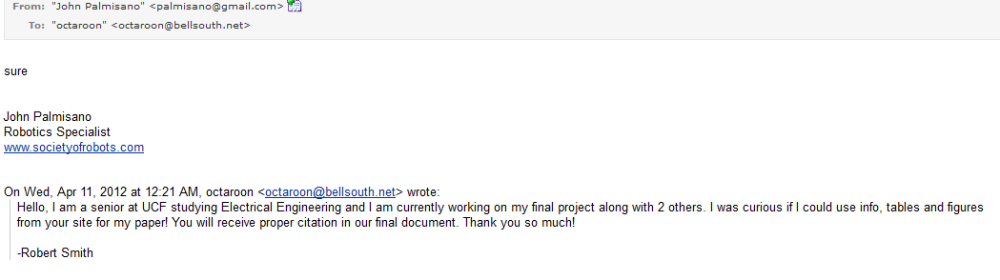 From: "John Palmisano" <palmisano@gmail.com>
To: "octaroon" <octaroon@bellsouth.net>
sure
John Palmisano
Robotics Specialist
www.societyofrobots.com
On Wed, Apr 11, 2012 at 12:21 AM, octaroon <octaroon@bellsouth.net> wrote:
Hello, I am a senior at UCF studying Electrical Engineering and I am currently working on my final project along with 2 others. I was curious if I could use info, tables and figures
from your site for my paper! You will receive proper citation in our final document. Thank you so much!
-Robert Smith